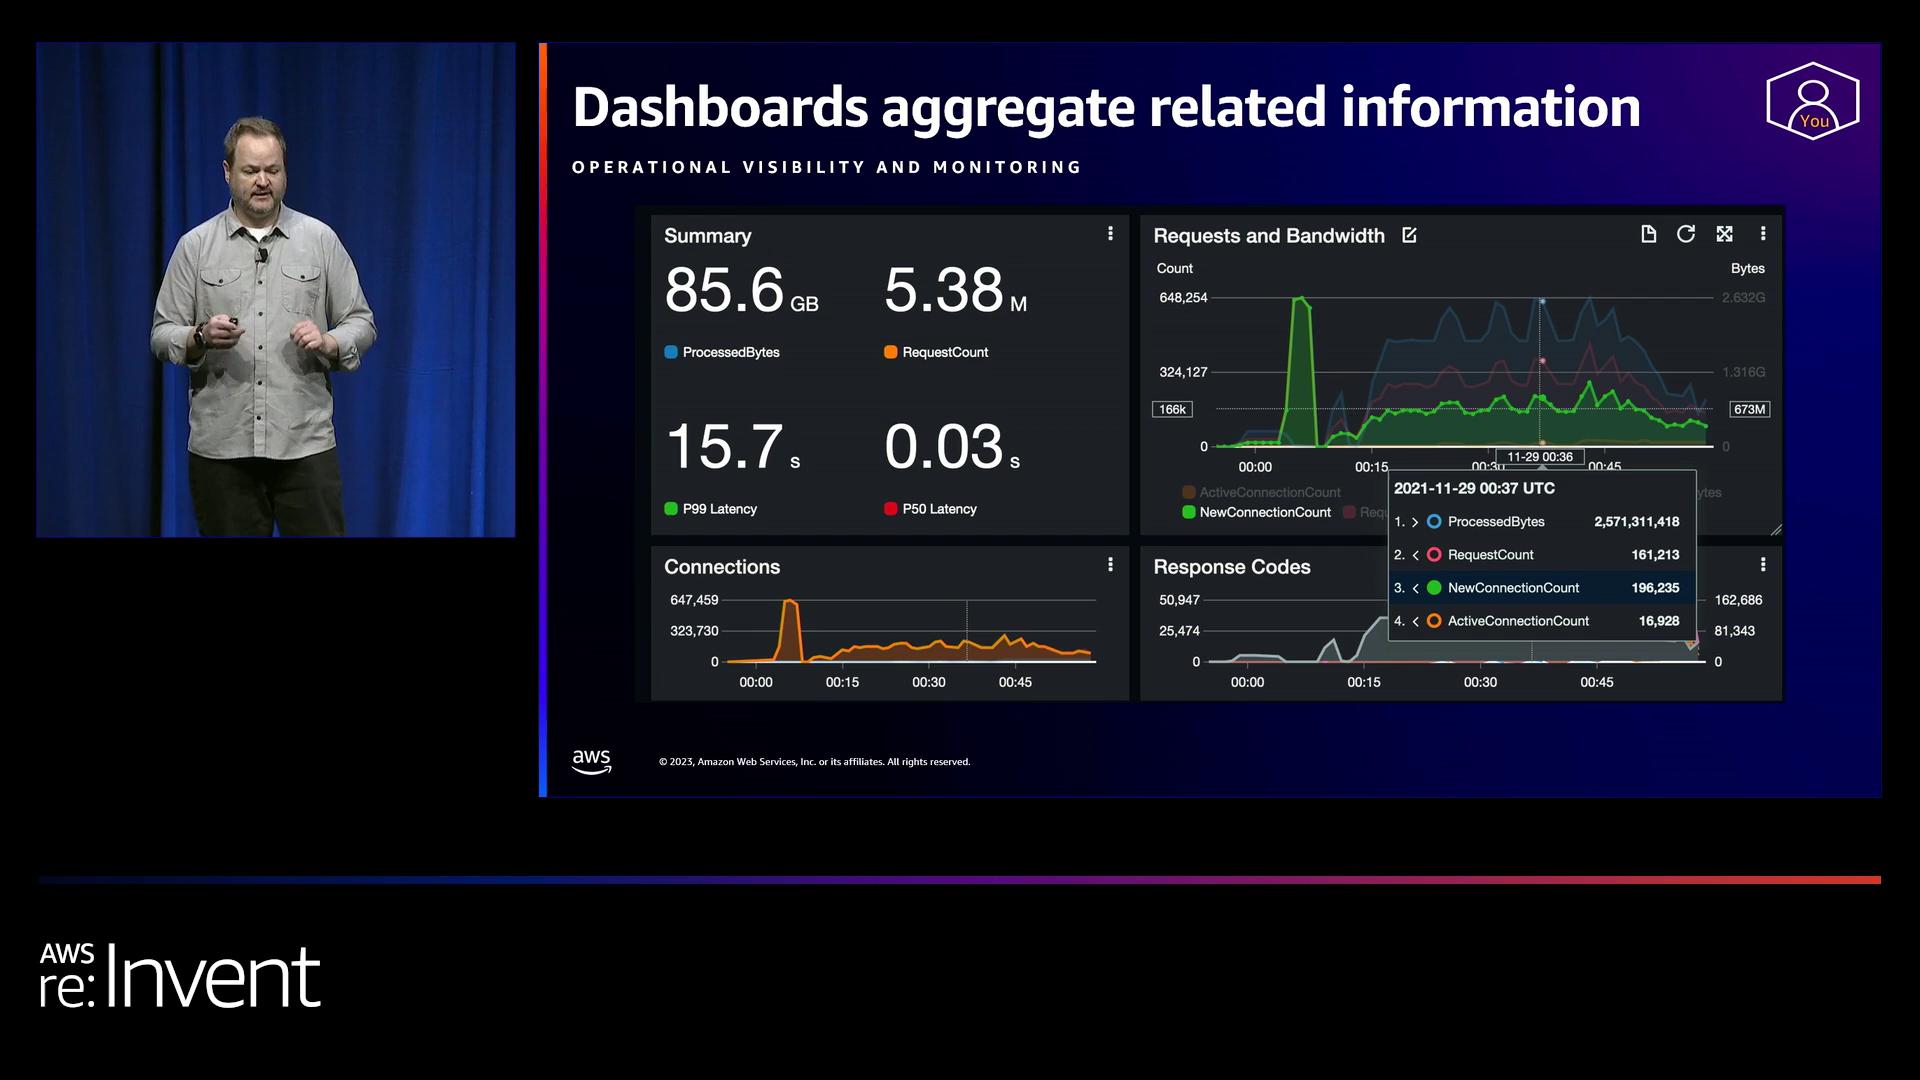 Dashboards aggregate related information
You
OPERATIONAL VISIBILITY AND MONITORING
Summary
85.6 GB 5.38 M
ProcessedBytes RequestCount
15.7 s 0.03 s
P99 Latency P50 Latency
Requests and Bandwidth
Count Bytes
648,254 2.632G
324,127 1.316G
166k 673M
0 0
11-29 00:36
00:00 00:15 00:30 00:45
ActiveConnectionCount ytes
NewConnectionCount Requ
2021-11-29 00:37 UTC
1. > ProcessedBytes 2,571,311,418
2. < RequestCount 161,213
3. < NewConnectionCount 196,235
4. < ActiveConnectionCount 16,928
Connections
647,459
323,730
0
00:00 00:15 00:30 00:45
Response Codes
50,947 162,686
25,474 81,343
0 0
00:00 00:15 00:30 00:45
aws
© 2023, Amazon Web Services, Inc. or its affiliates. All rights reserved.
AWS
re:Invent